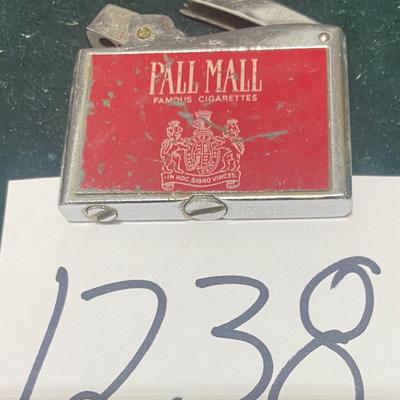 PALL MALL
FAMOUS CIGARETTES
IN HOC SIGNO VINCES
1238